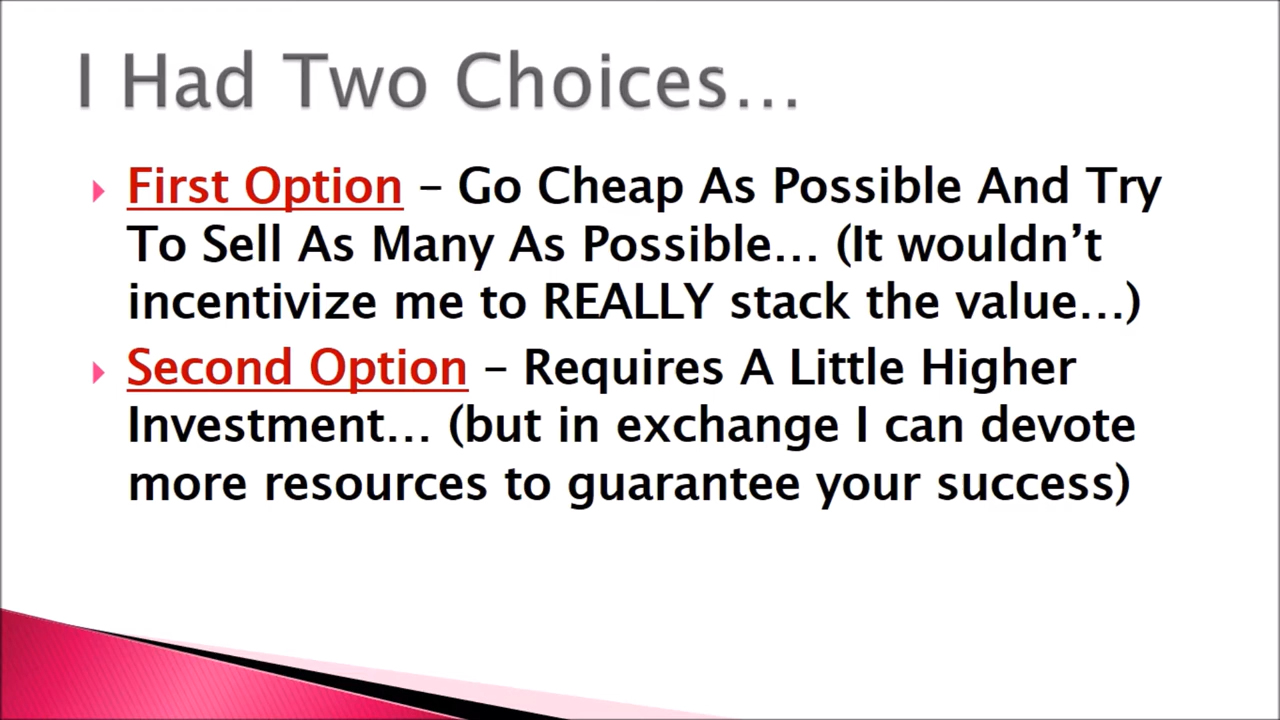 I Had Two Choices...
First Option – Go Cheap As Possible And Try
To Sell As Many As Possible... (It wouldn’t
incentivize me to REALLY stack the value...)
Second Option – Requires A Little Higher
Investment... (but in exchange I can devote
more resources to guarantee your success)